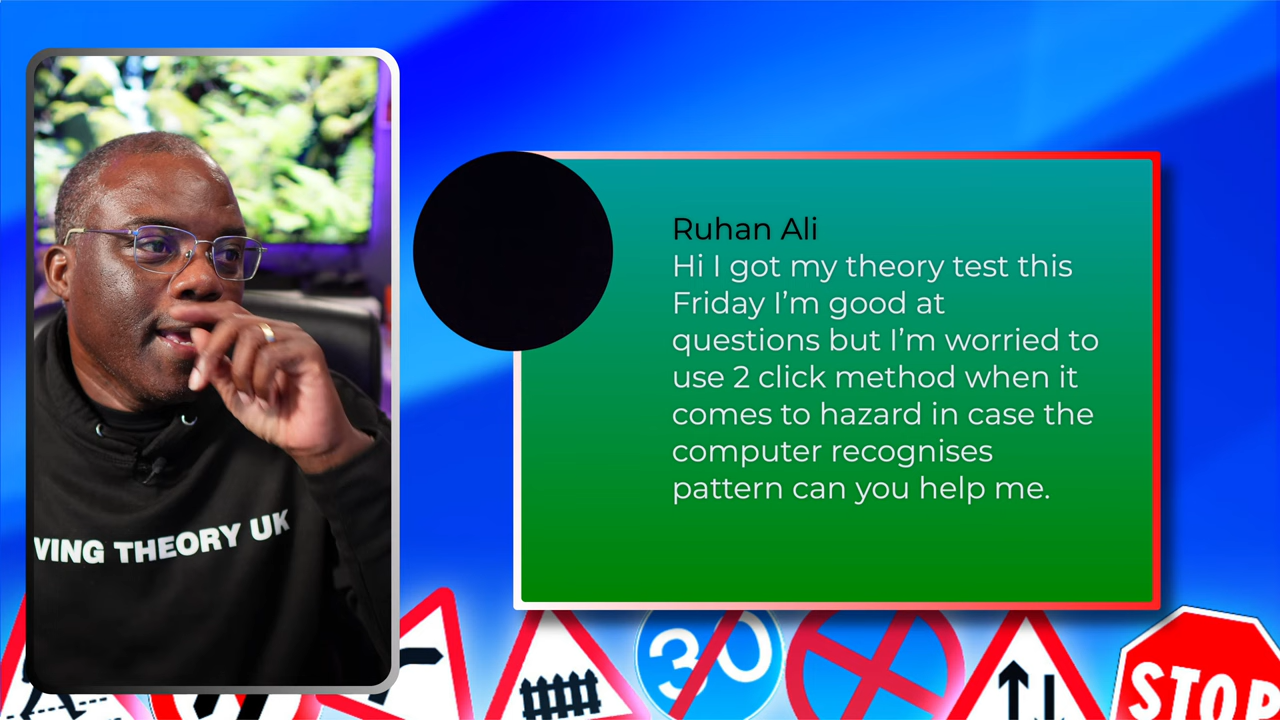 Ruhan Ali
Hi I got my theory test this
Friday I’m good at
questions but I’m worried to
use 2 click method when it
comes to hazard in case the
computer recognises
pattern can you help me.
VING THEORY UK
30
STOP